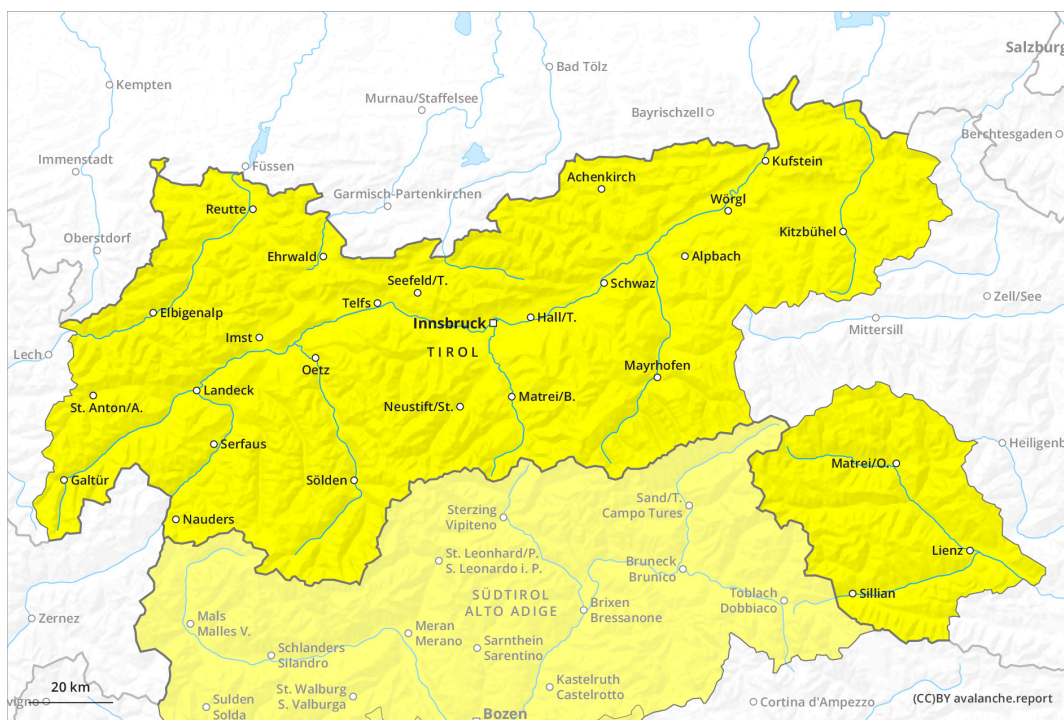 Salzburg
Kempten
Bad Tölz
Murnau/Staffelsee
Bayrischzell
Berchtesgaden
Immenstadt
Füssen
Kufstein
Achenkirch
Garmisch-Partenkirchen
Wörgl
Reutte
Kitzbühel
Oberstdorf
Ehrwald
Alpbach
Seefeld/T.
Schwaz
Zell/See
Telfs
Elbigenalp
Hall/T.
Innsbruck
Mittersill
Imst
TIROL
Lech
Oetz
Mayrhofen
Landeck
Matrei/B.
St. Anton/A.
Neustift/St.
Serfaus
Heiligenb
Matrei/O.
Galtür
Sölden
Sand/T.
Campo Tures
Sterzing
Vipiteno
Nauders
Lienz
St. Leonhard/P.
S. Leonardo i. P.
Bruneck
Brunico
SÜDTIROL
ALTO ADIGE
Toblach
Dobbiaco
Sillian
Brixen
Bressanone
Zernez
Mals
Malles V.
Meran
Merano
Sarnthein
Sarentino
Schlanders
Silandro
20 km
Kastelruth
Castelrotto
St. Walburg
S. Valburga
vigno
Sulden
Solda
Cortina d'Ampezzo
(CC)BY avalanche.report
Bozen